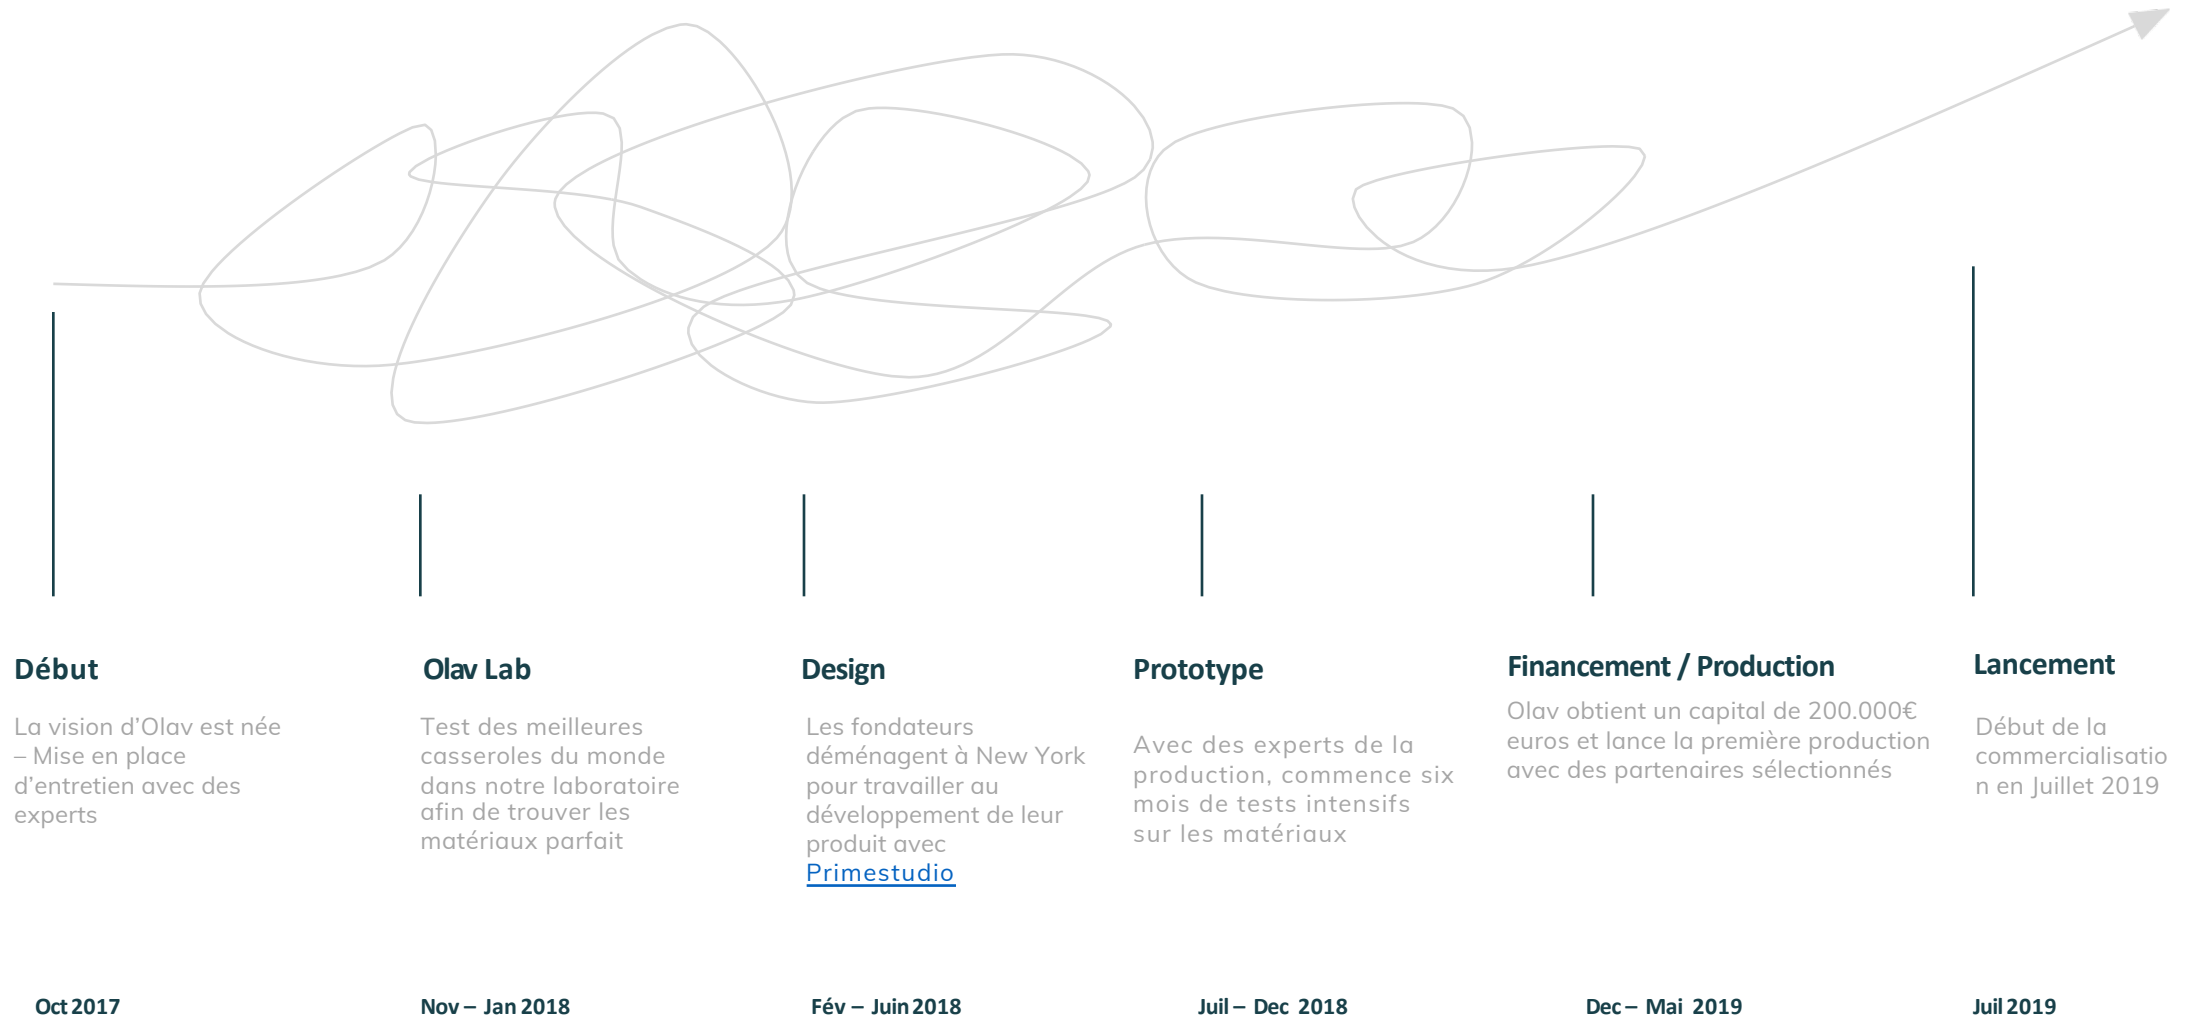 Début
La vision d’Olav est née
– Mise en place
d’entretien avec des
experts
Oct 2017
Olav Lab
Test des meilleures
casseroles du monde
dans notre laboratoire
afin de trouver les
matériaux parfait
Nov – Jan 2018
Design
Les fondateurs
déménagent à New York
pour travailler au
développement de leur
produit avec
Primestudio
Fév – Juin 2018
Prototype
Avec des experts de la
production, commence six
mois de tests intensifs
sur les matériaux
Juil – Dec 2018
Financement / Production
Olav obtient un capital de 200.000€
euros et lance la première production
avec des partenaires sélectionnés
Dec – Mai 2019
Lancement
Début de la
commercialisatio
n en Juillet 2019
Juil 2019